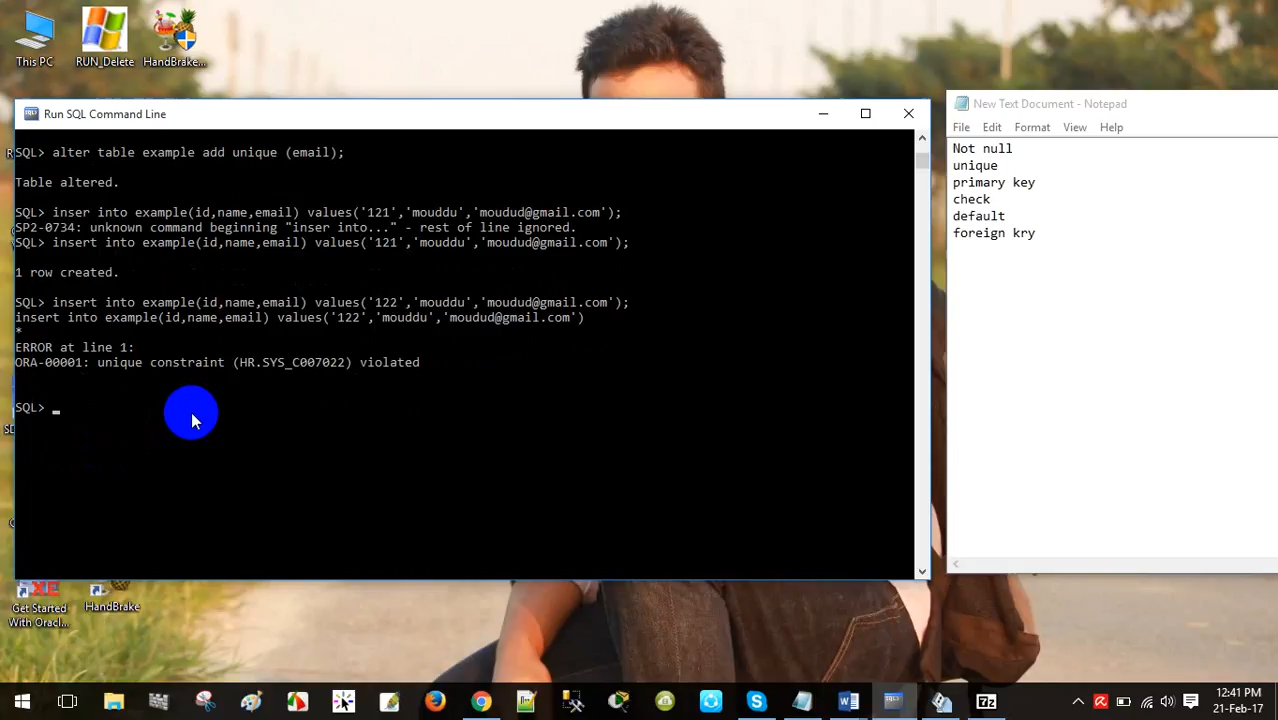 This PC
RUN_Delete
HandBrake...
Run SQL Command Line
SQL> alter table example add unique (email);
Table altered.
SQL> inser into example(id,name,email) values('121','mouddu','moudud@gmail.com');
SP2-0734: unknown command beginning "inser into..." - rest of line ignored.
SQL> insert into example(id,name,email) values('121','mouddu','moudud@gmail.com');
1 row created.
SQL> insert into example(id,name,email) values('122','mouddu','moudud@gmail.com');
insert into example(id,name,email) values('122','mouddu','moudud@gmail.com')
*
ERROR at line 1:
ORA-00001: unique constraint (HR.SYS_C007022) violated
SQL>
New Text Document - Notepad
File Edit Format View Help
Not null
unique
primary key
check
default
foreign kry
Get Started
With Oracl...
HandBrake
12:41 PM
21-Feb-17